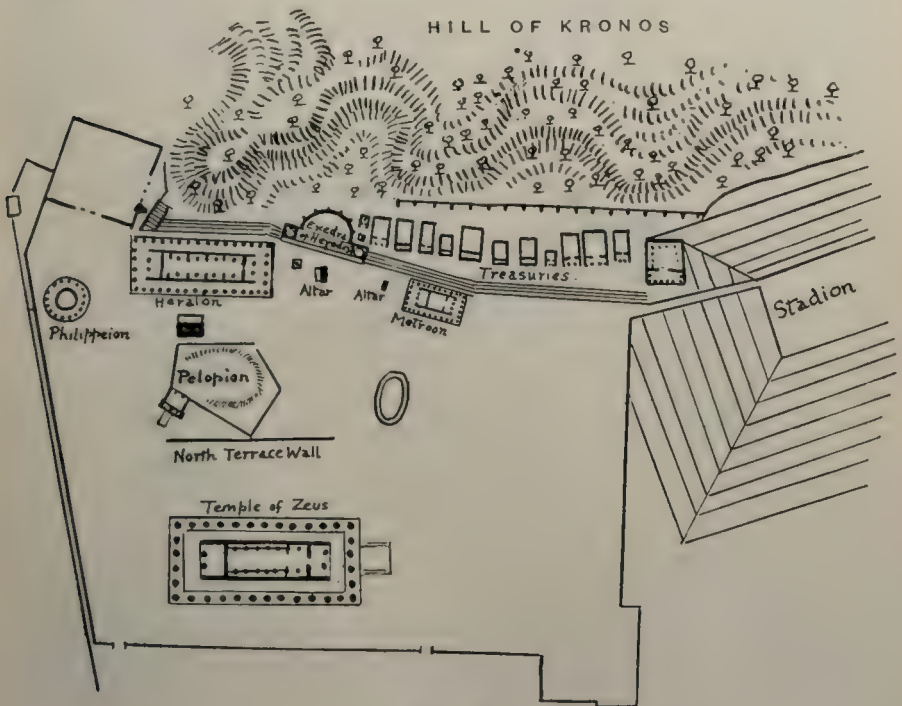 HILL OF KRONOS
Exedra
of Herodes
Treasuries.
Heraion
Altar
Altar
Metroon
Stadion
Philippeion
Pelopion
North Terrace Wall
Temple of Zeus